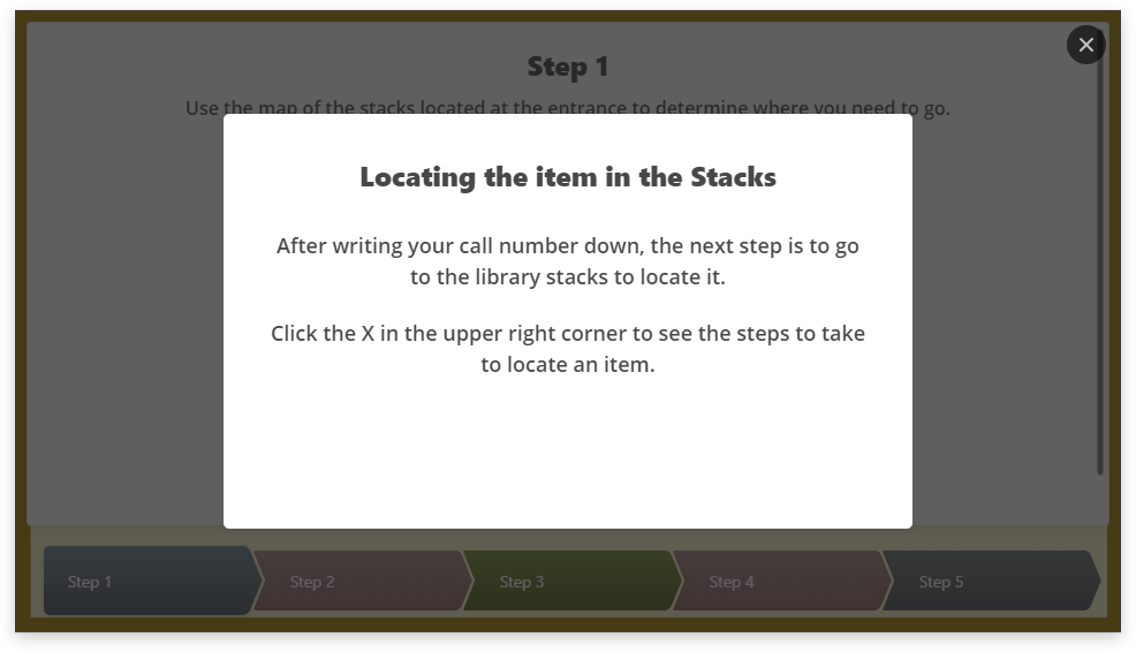 Step 1
Use the map of the stacks located at the entrance to determine where you need to go.
Locating the item in the Stacks
After writing your call number down, the next step is to go
to the library stacks to locate it.
Click the X in the upper right corner to see the steps to take
to locate an item.
Step 1
Step 2
Step 3
Step 4
Step 5